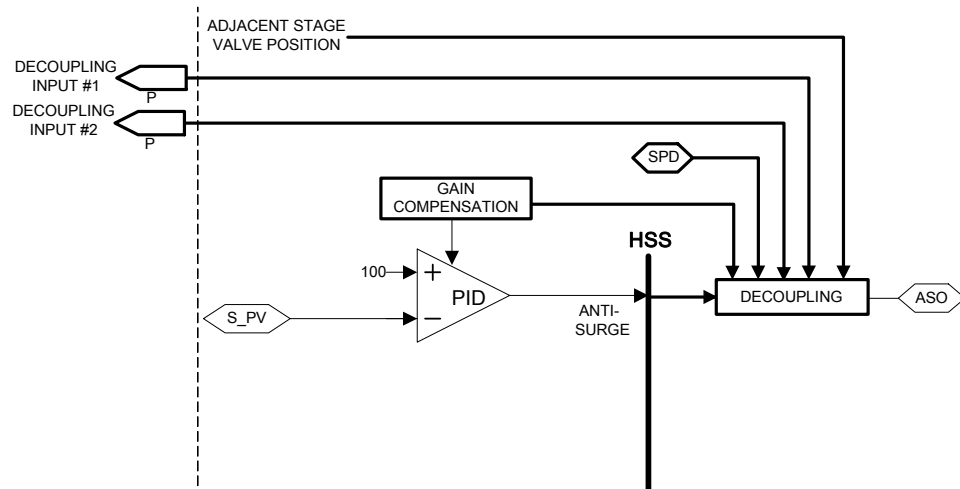 ADJACENT STAGE
VALVE POSITION
DECOUPLING
INPUT #1
P
DECOUPLING
INPUT #2
P
SPD
GAIN
COMPENSATION
HSS
100
+
PID
−
S_PV
ANTI-
SURGE
DECOUPLING
ASO